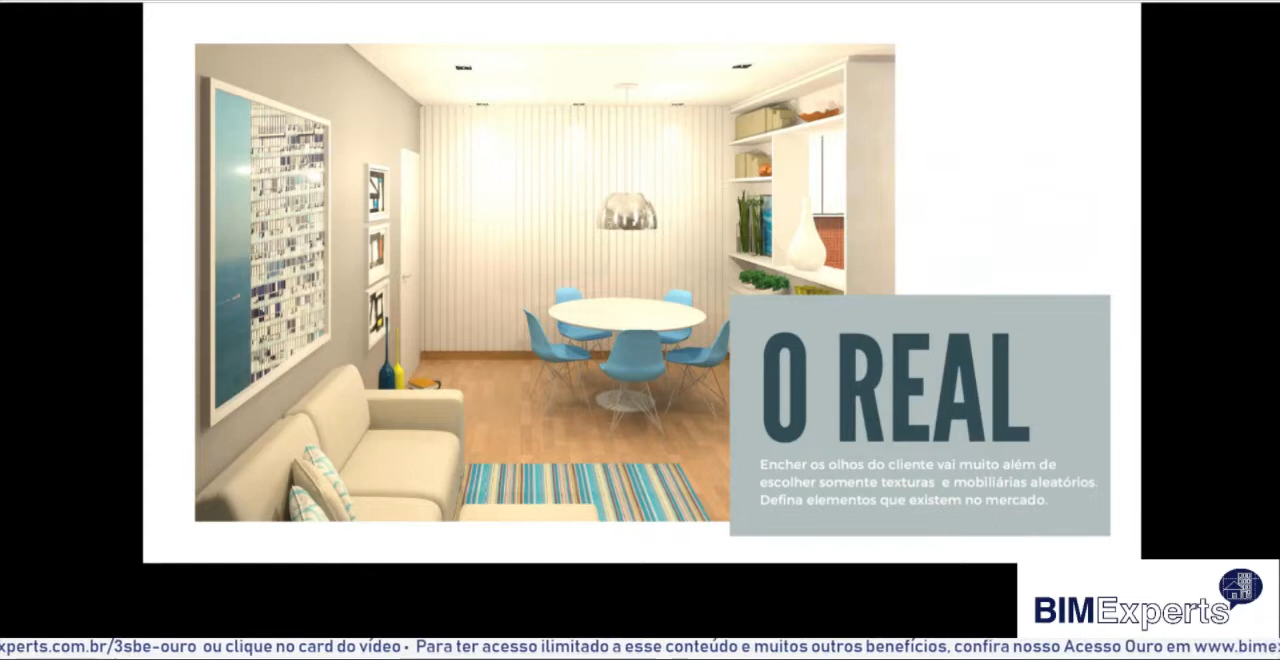 O REAL
Encher os olhos do cliente vai muito além de
escolher somente texturas e mobiliárias aleatórios.
Defina elementos que existem no mercado.
BIMExperts
xperts.com.br/3sbe-ouro ou clique no card do vídeo • Para ter acesso ilimitado a esse conteúdo e muitos outros benefícios, confira nosso Acesso Ouro em www.bime